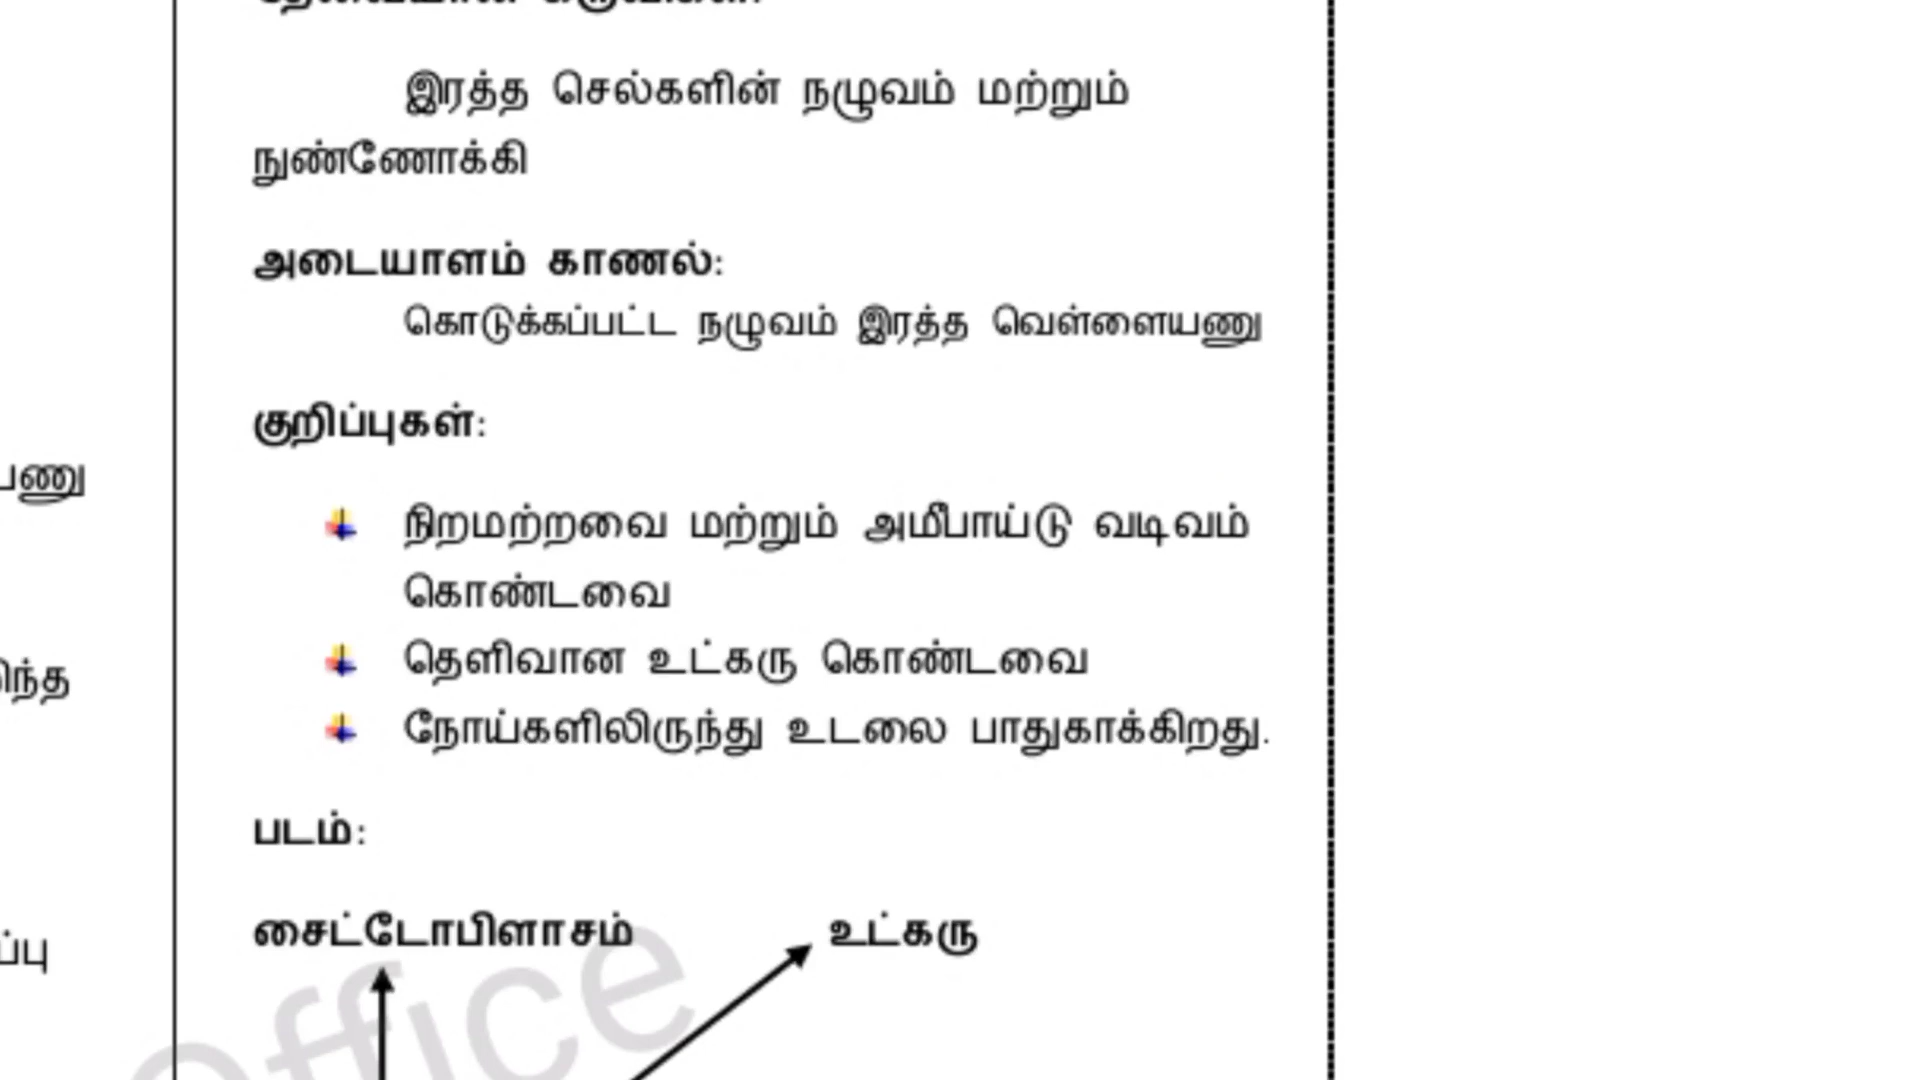 இரத்த செல்களின் நழுவம் மற்றும்
நுண்ணோக்கி
அடையாளம் காணல்:
கொடுக்கப்பட்ட நழுவம் இரத்த வெள்ளையணு
குறிப்புகள்:
நிறமற்றவை மற்றும் அமீபாய்டு வடிவம்
கொண்டவை
தெளிவான உட்கரு கொண்டவை
நோய்களிலிருந்து உடலை பாதுகாக்கிறது.
படம்:
சைட்டோபிளாசம் உட்கரு
Office